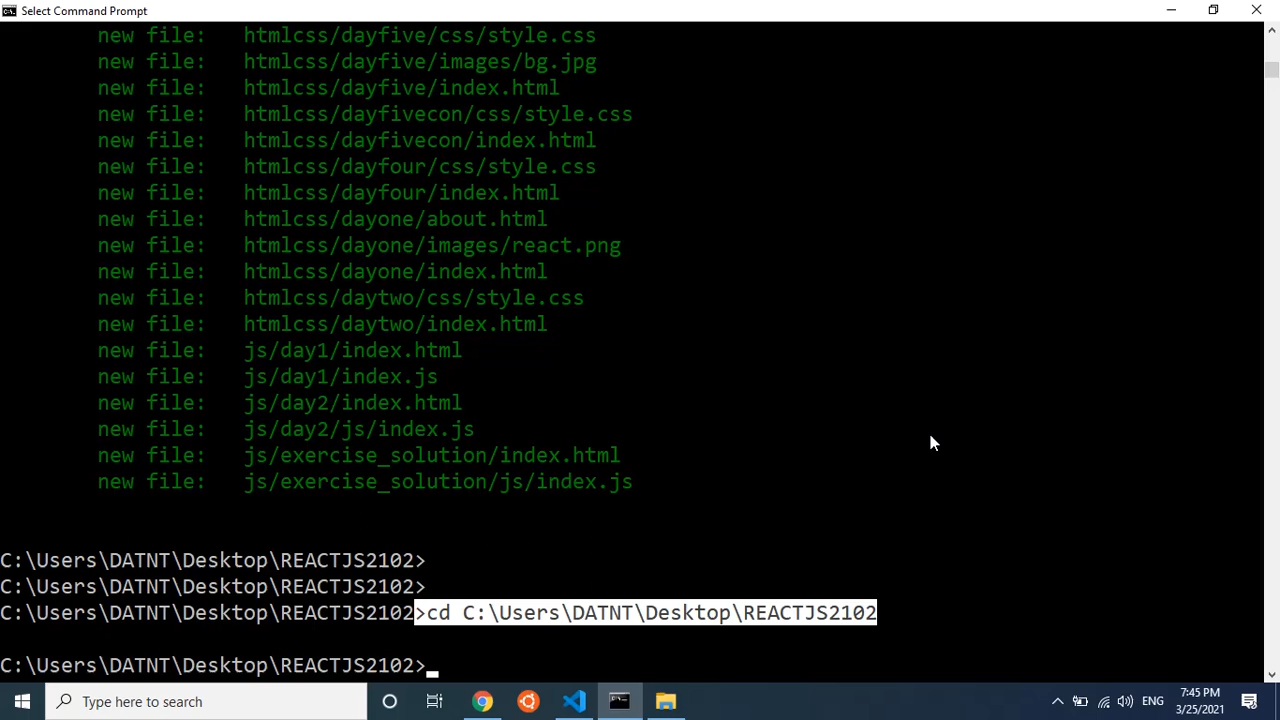 Select Command Prompt
new file:   htmlcss/dayfive/css/style.css
new file:   htmlcss/dayfive/images/bg.jpg
new file:   htmlcss/dayfive/index.html
new file:   htmlcss/dayfivecon/css/style.css
new file:   htmlcss/dayfivecon/index.html
new file:   htmlcss/dayfour/css/style.css
new file:   htmlcss/dayfour/index.html
new file:   htmlcss/dayone/about.html
new file:   htmlcss/dayone/images/react.png
new file:   htmlcss/dayone/index.html
new file:   htmlcss/daytwo/css/style.css
new file:   htmlcss/daytwo/index.html
new file:   js/day1/index.html
new file:   js/day1/index.js
new file:   js/day2/index.html
new file:   js/day2/js/index.js
new file:   js/exercise_solution/index.html
new file:   js/exercise_solution/js/index.js
C:\Users\DATNT\Desktop\REACTJS2102>
C:\Users\DATNT\Desktop\REACTJS2102>
C:\Users\DATNT\Desktop\REACTJS2102>cd C:\Users\DATNT\Desktop\REACTJS2102
C:\Users\DATNT\Desktop\REACTJS2102>
Type here to search
ENG
7:45 PM
3/25/2021